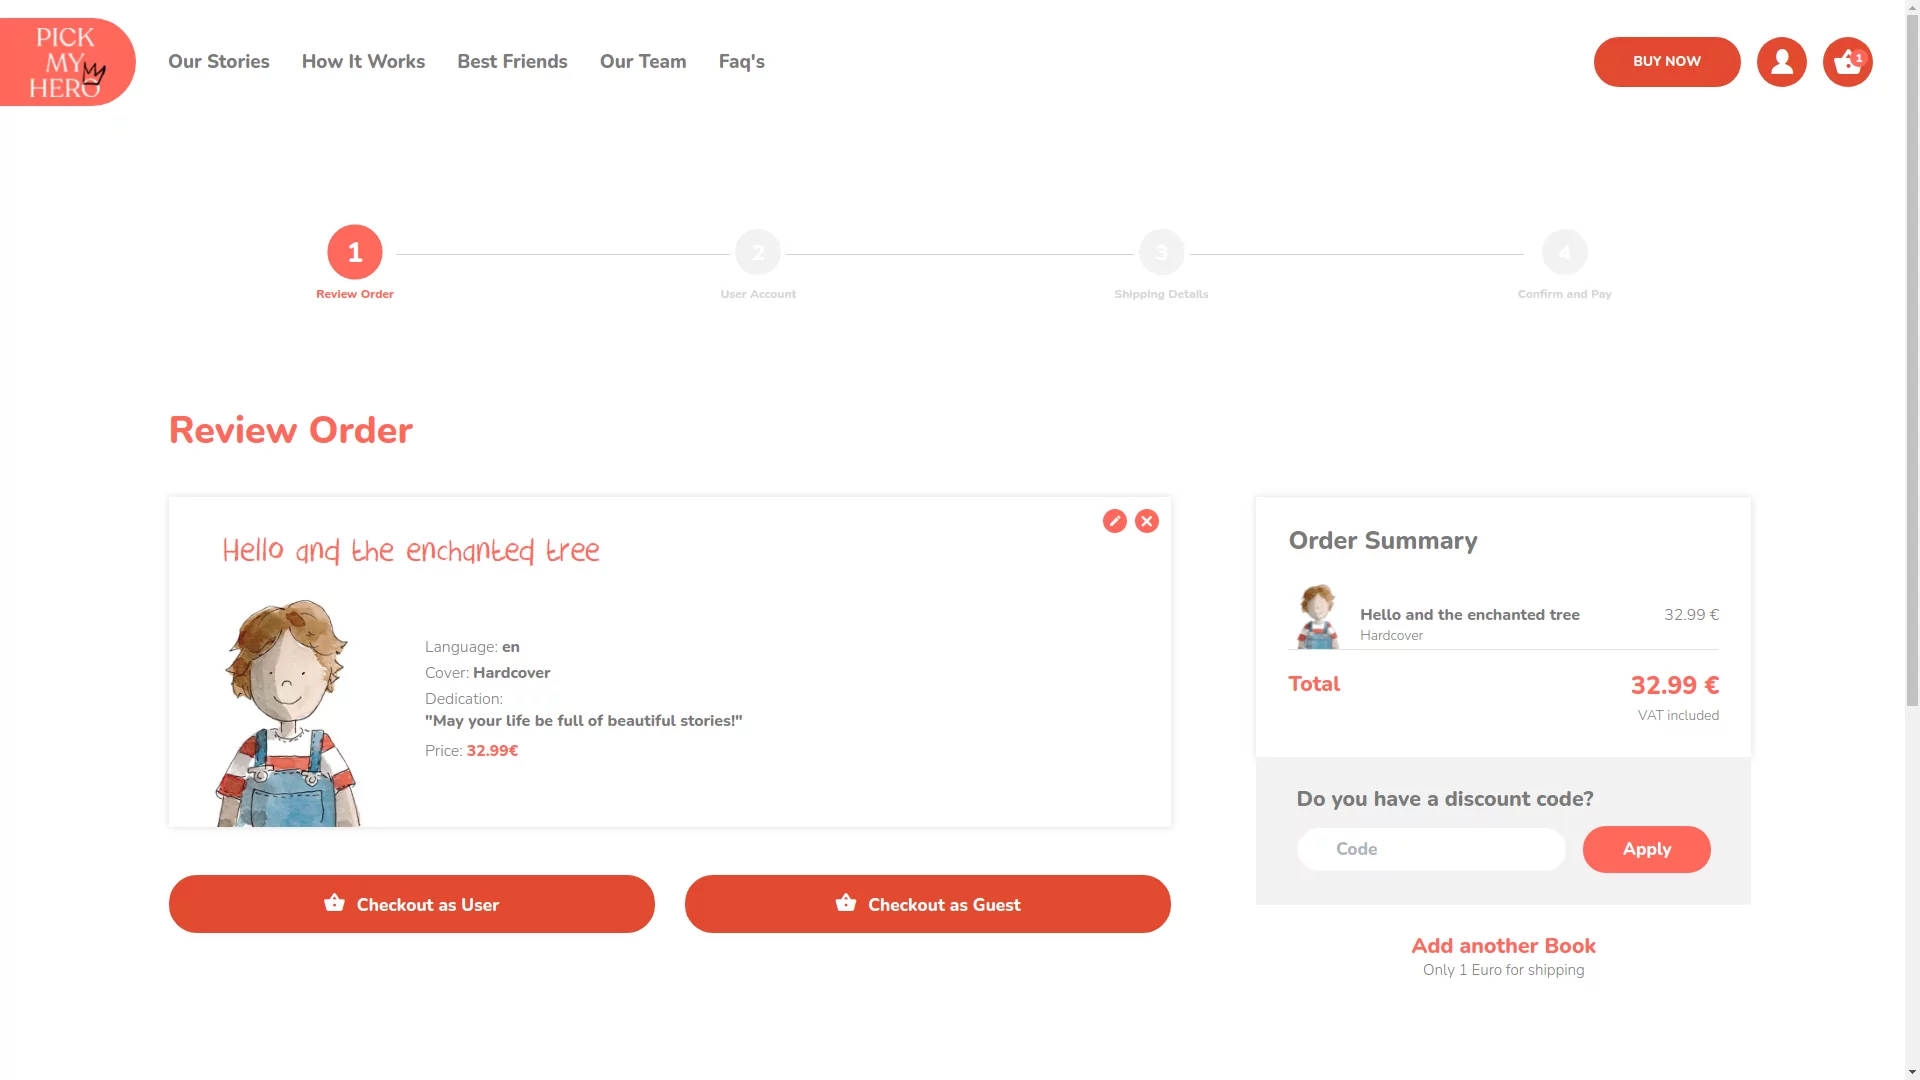 PICK
MY
HERO
Our Stories
How It Works
Best Friends
Our Team
Faq's
BUY NOW
1
1
2
3
4
Review Order
User Account
Shipping Details
Confirm and Pay
Review Order
Hello and the enchanted tree
Language: en
Cover: Hardcover
Dedication:
"May your life be full of beautiful stories!"
Price: 32.99€
Checkout as User
Checkout as Guest
Order Summary
Hello and the enchanted tree
32.99 €
Hardcover
Total
32.99 €
VAT included
Do you have a discount code?
Code
Apply
Add another Book
Only 1 Euro for shipping